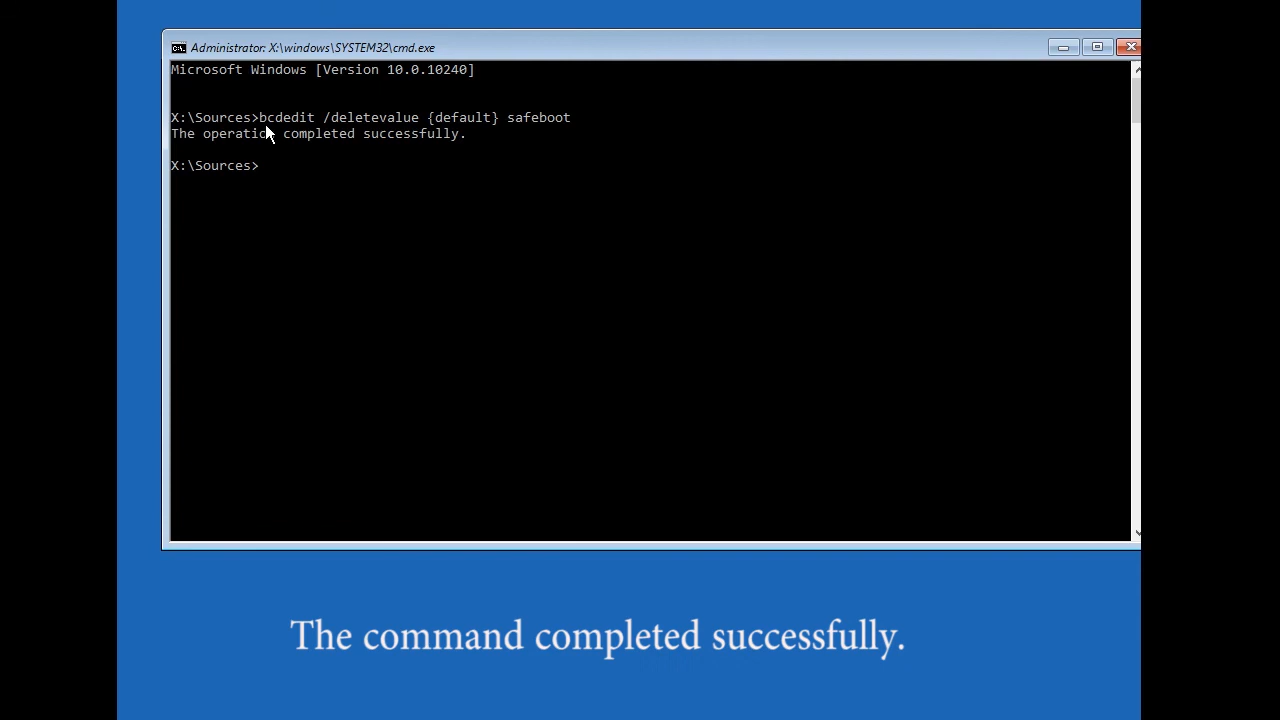 Administrator: X:\windows\SYSTEM32\cmd.exe
Microsoft Windows [Version 10.0.10240]
X:\Sources>bcdedit /deletevalue {default} safeboot
The operation completed successfully.
X:\Sources>
The command completed successfully.